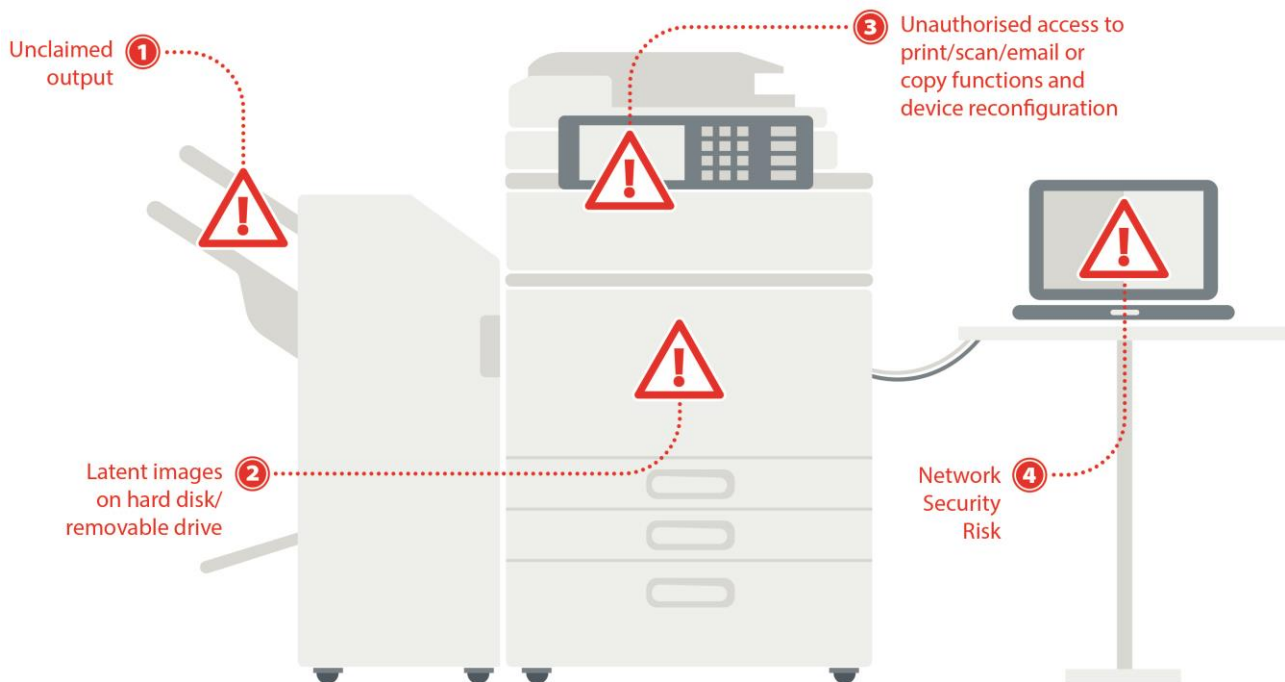 1
Unclaimed
output
3
Unauthorised access to
print/scan/email or
copy functions and
device reconfiguration
2
Latent images
on hard disk/
removable drive
4
Network
Security
Risk